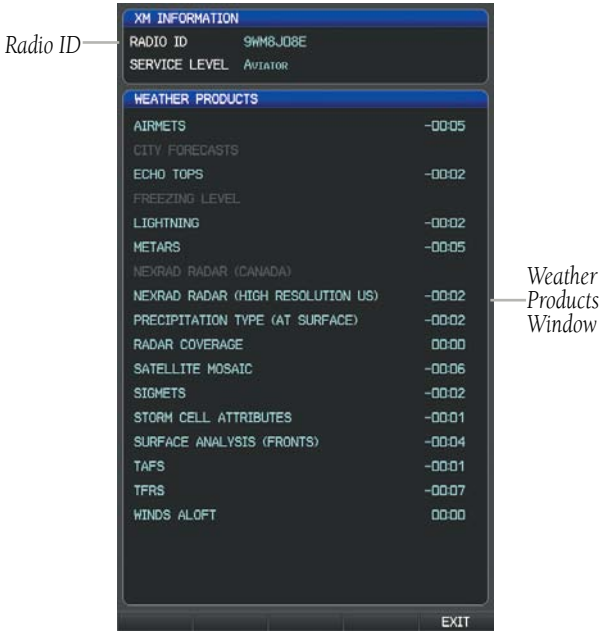 XM INFORMATION
Radio ID
RADIO ID 9WM8JO8E
SERVICE LEVEL AVIATOR
WEATHER PRODUCTS
AIRMETS -00:05
CITY FORECASTS
ECHO TOPS -00:02
FREEZING LEVEL
LIGHTNING -00:02
METARS -00:05
NEXRAD RADAR (CANADA)
NEXRAD RADAR (HIGH RESOLUTION US) -00:02
PRECIPITATION TYPE (AT SURFACE) -00:02
RADAR COVERAGE 00:00
SATELLITE MOSAIC -00:06
SIGMETS -00:02
STORM CELL ATTRIBUTES -00:01
SURFACE ANALYSIS (FRONTS) -00:04
TAFS -00:01
TFRS -00:07
WINDS ALOFT 00:00
Weather
Products
Window
EXIT